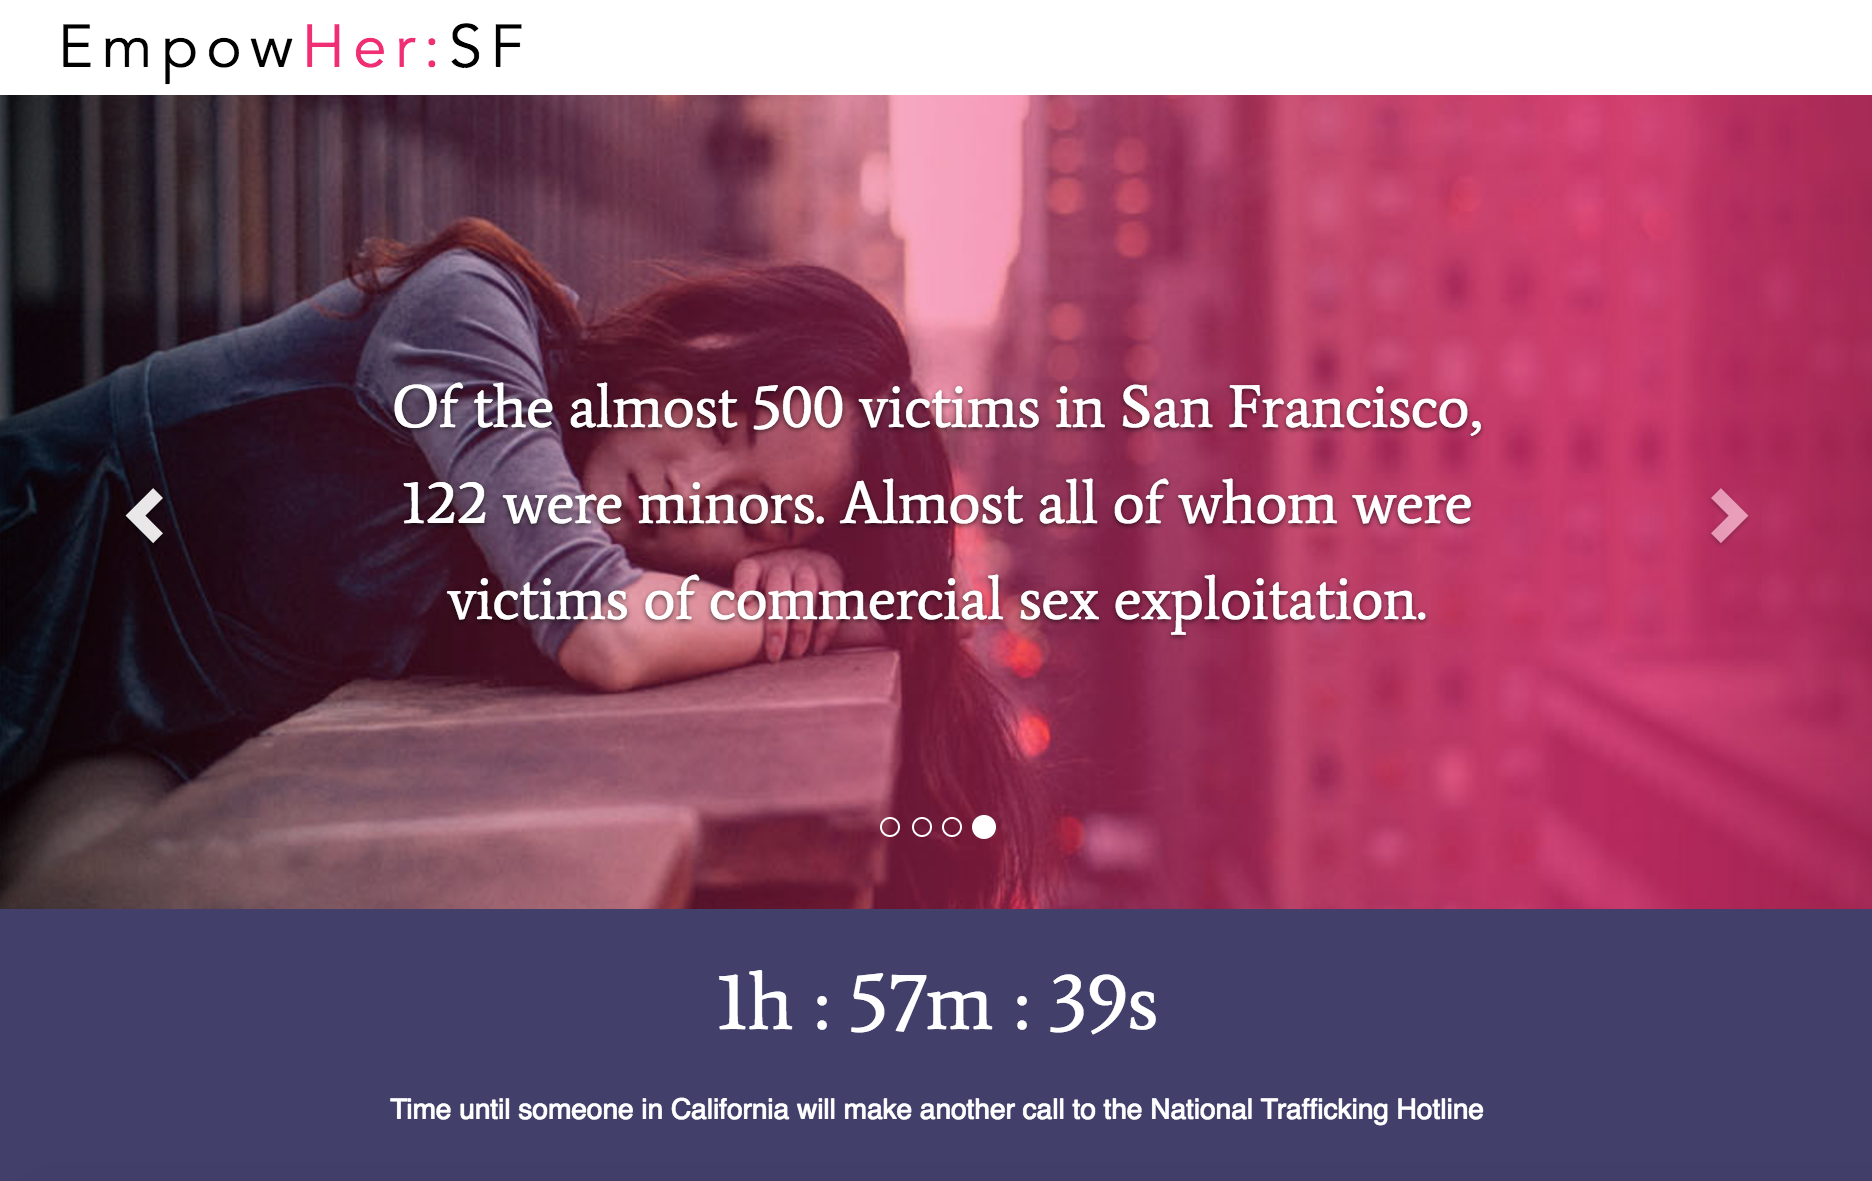 EmpowHer:SF
Of the almost 500 victims in San Francisco,
122 were minors. Almost all of whom were
victims of commercial sex exploitation.
1h : 57m : 39s
Time until someone in California will make another call to the National Trafficking Hotline